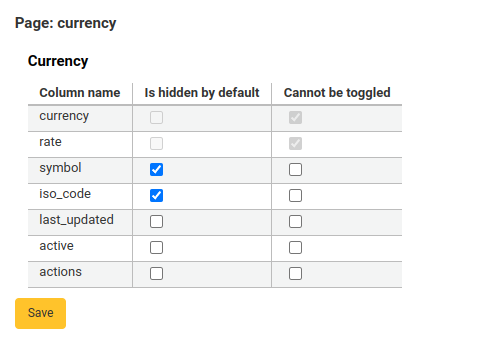 Page: currency
Currency
Column name Is hidden by default Cannot be toggled
currency
rate
symbol
iso_code
last_updated
active
actions
Save